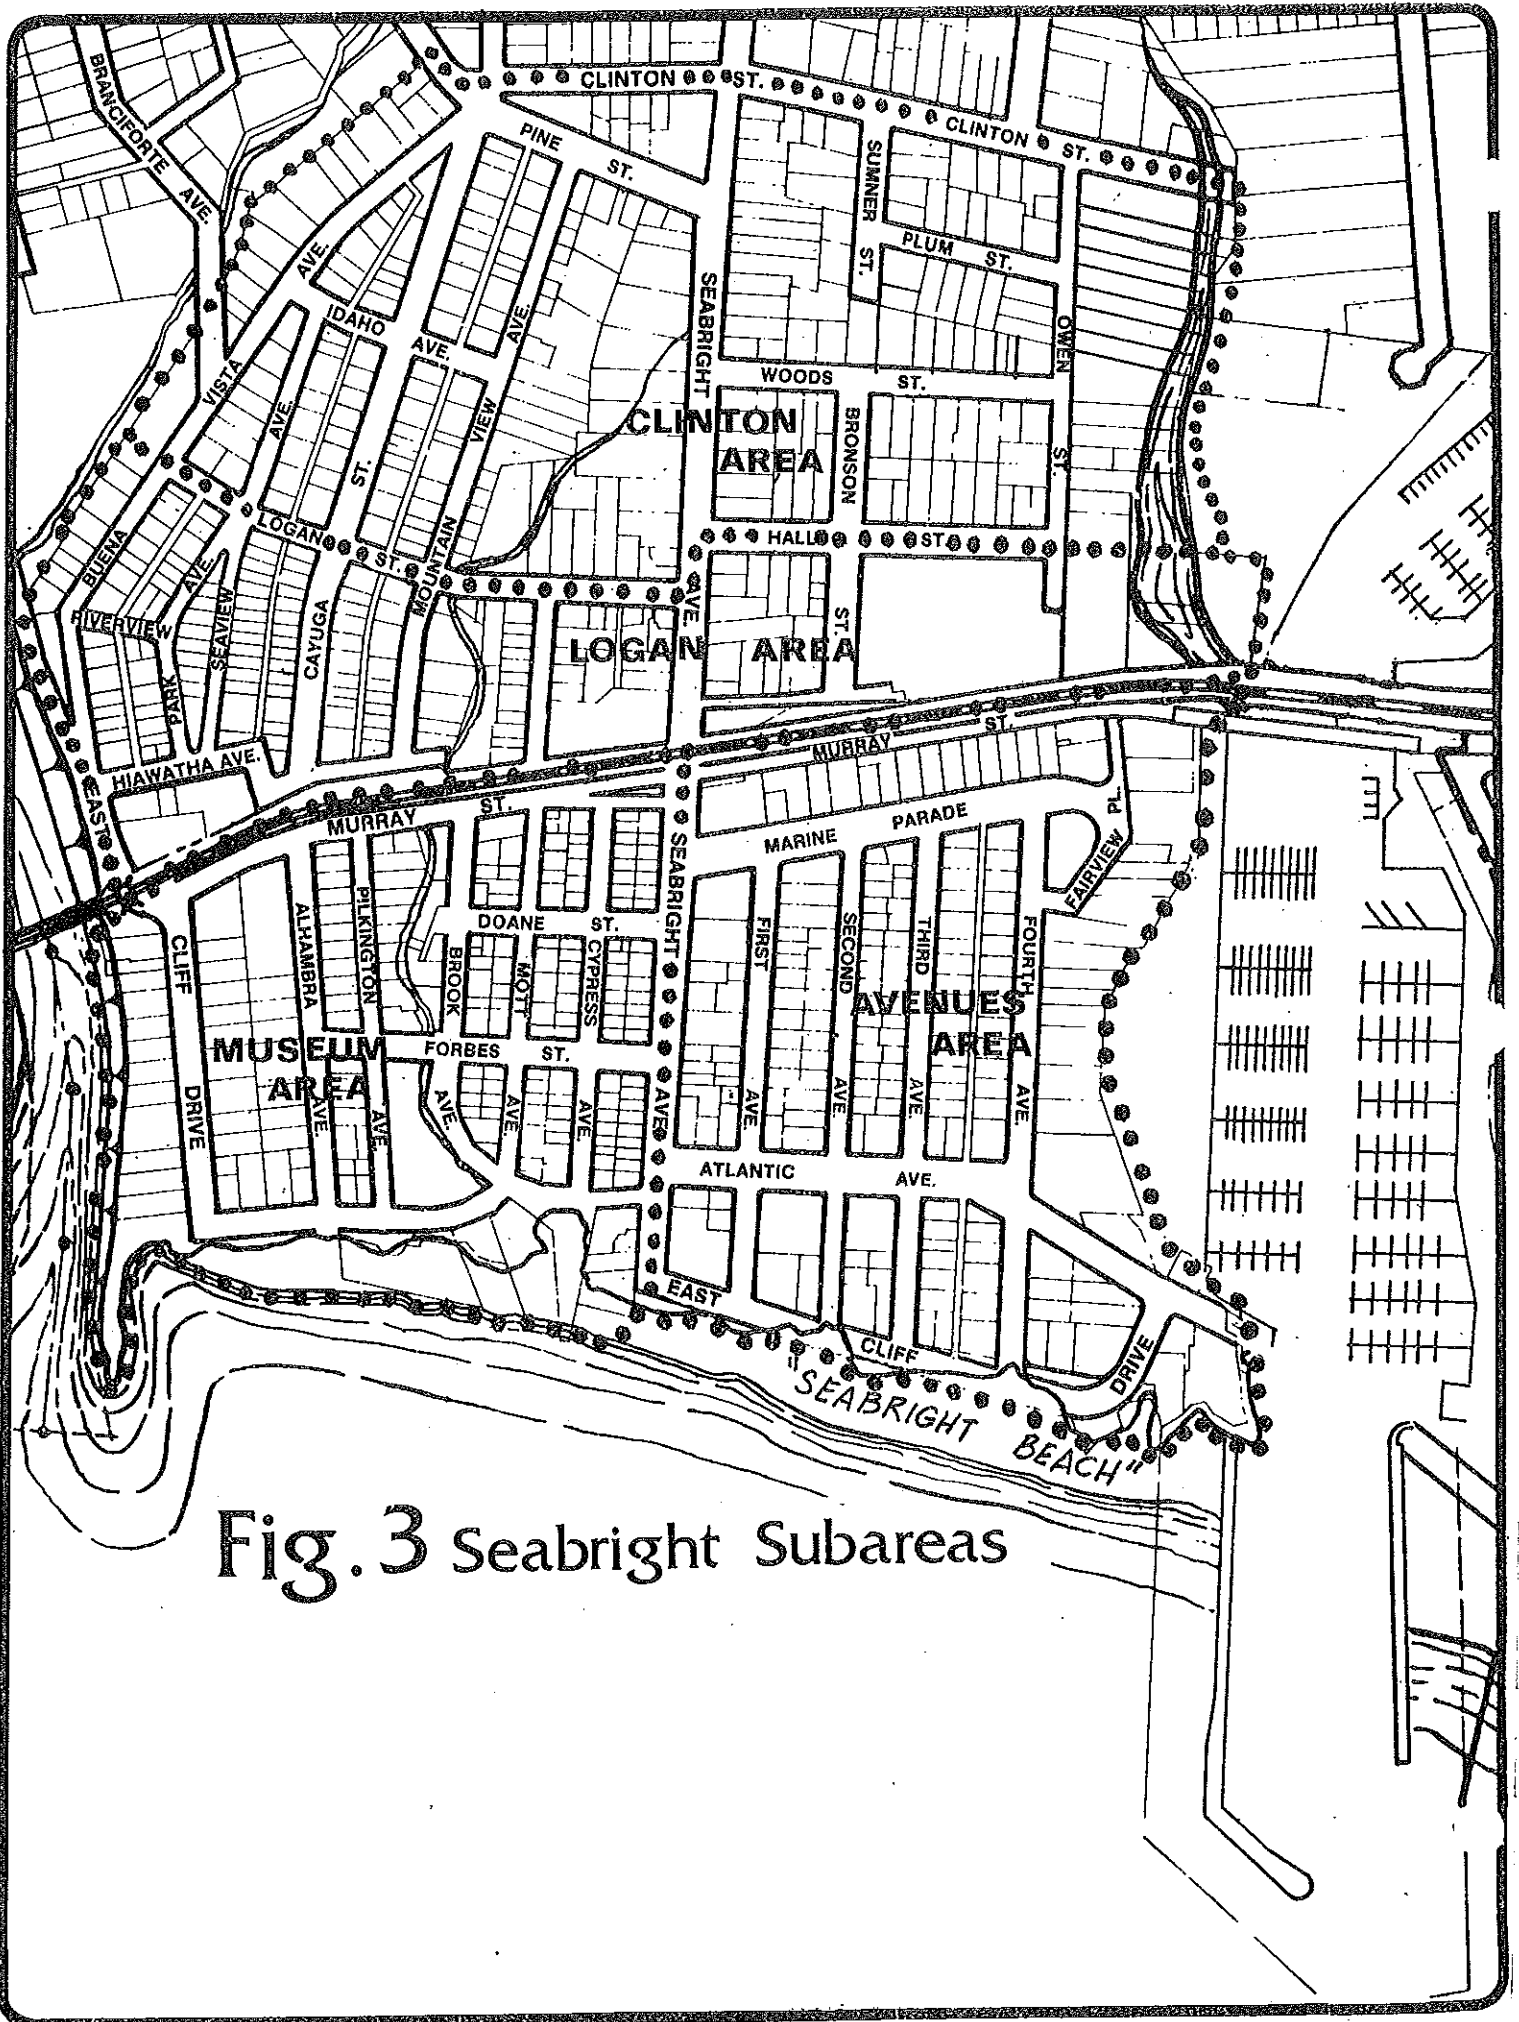 CLINTON ST.
CLINTON ST.
BRANCIFORTE AVE.
PINE ST.
SUMNER ST.
PLUM ST.
AVE.
IDAHO AVE.
AVE.
SEABRIGHT
OWEN ST.
VISTA
AVE.
ST.
VIEW
WOODS ST.
CLINTON
AREA
BRONSON
LOGAN ST.
MOUNTAIN
HALL ST.
BUENA
AVE.
RIVERVIEW
SEAVIEW
CAYUGA
PARK
AVE.
ST.
LOGAN AREA
HIAWATHA AVE.
EAST
MURRAY ST.
MURRAY ST.
MARINE PARADE
PL.
FAIRVIEW
SEABRIGHT
CLIFF
ALHAMBRA
PILKINGTON
DOANE ST.
BROOK
MOTT
CYPRESS
FIRST
SECOND
THIRD
FOURTH
AVENUES
AREA
MUSEUM
AREA
FORBES ST.
DRIVE
AVE.
AVE.
AVE.
AVE.
AVE.
AVE.
AVE.
AVE.
AVE.
AVE.
ATLANTIC AVE.
EAST
CLIFF
DRIVE
"SEABRIGHT
BEACH"
Fig. 3 Seabright Subareas